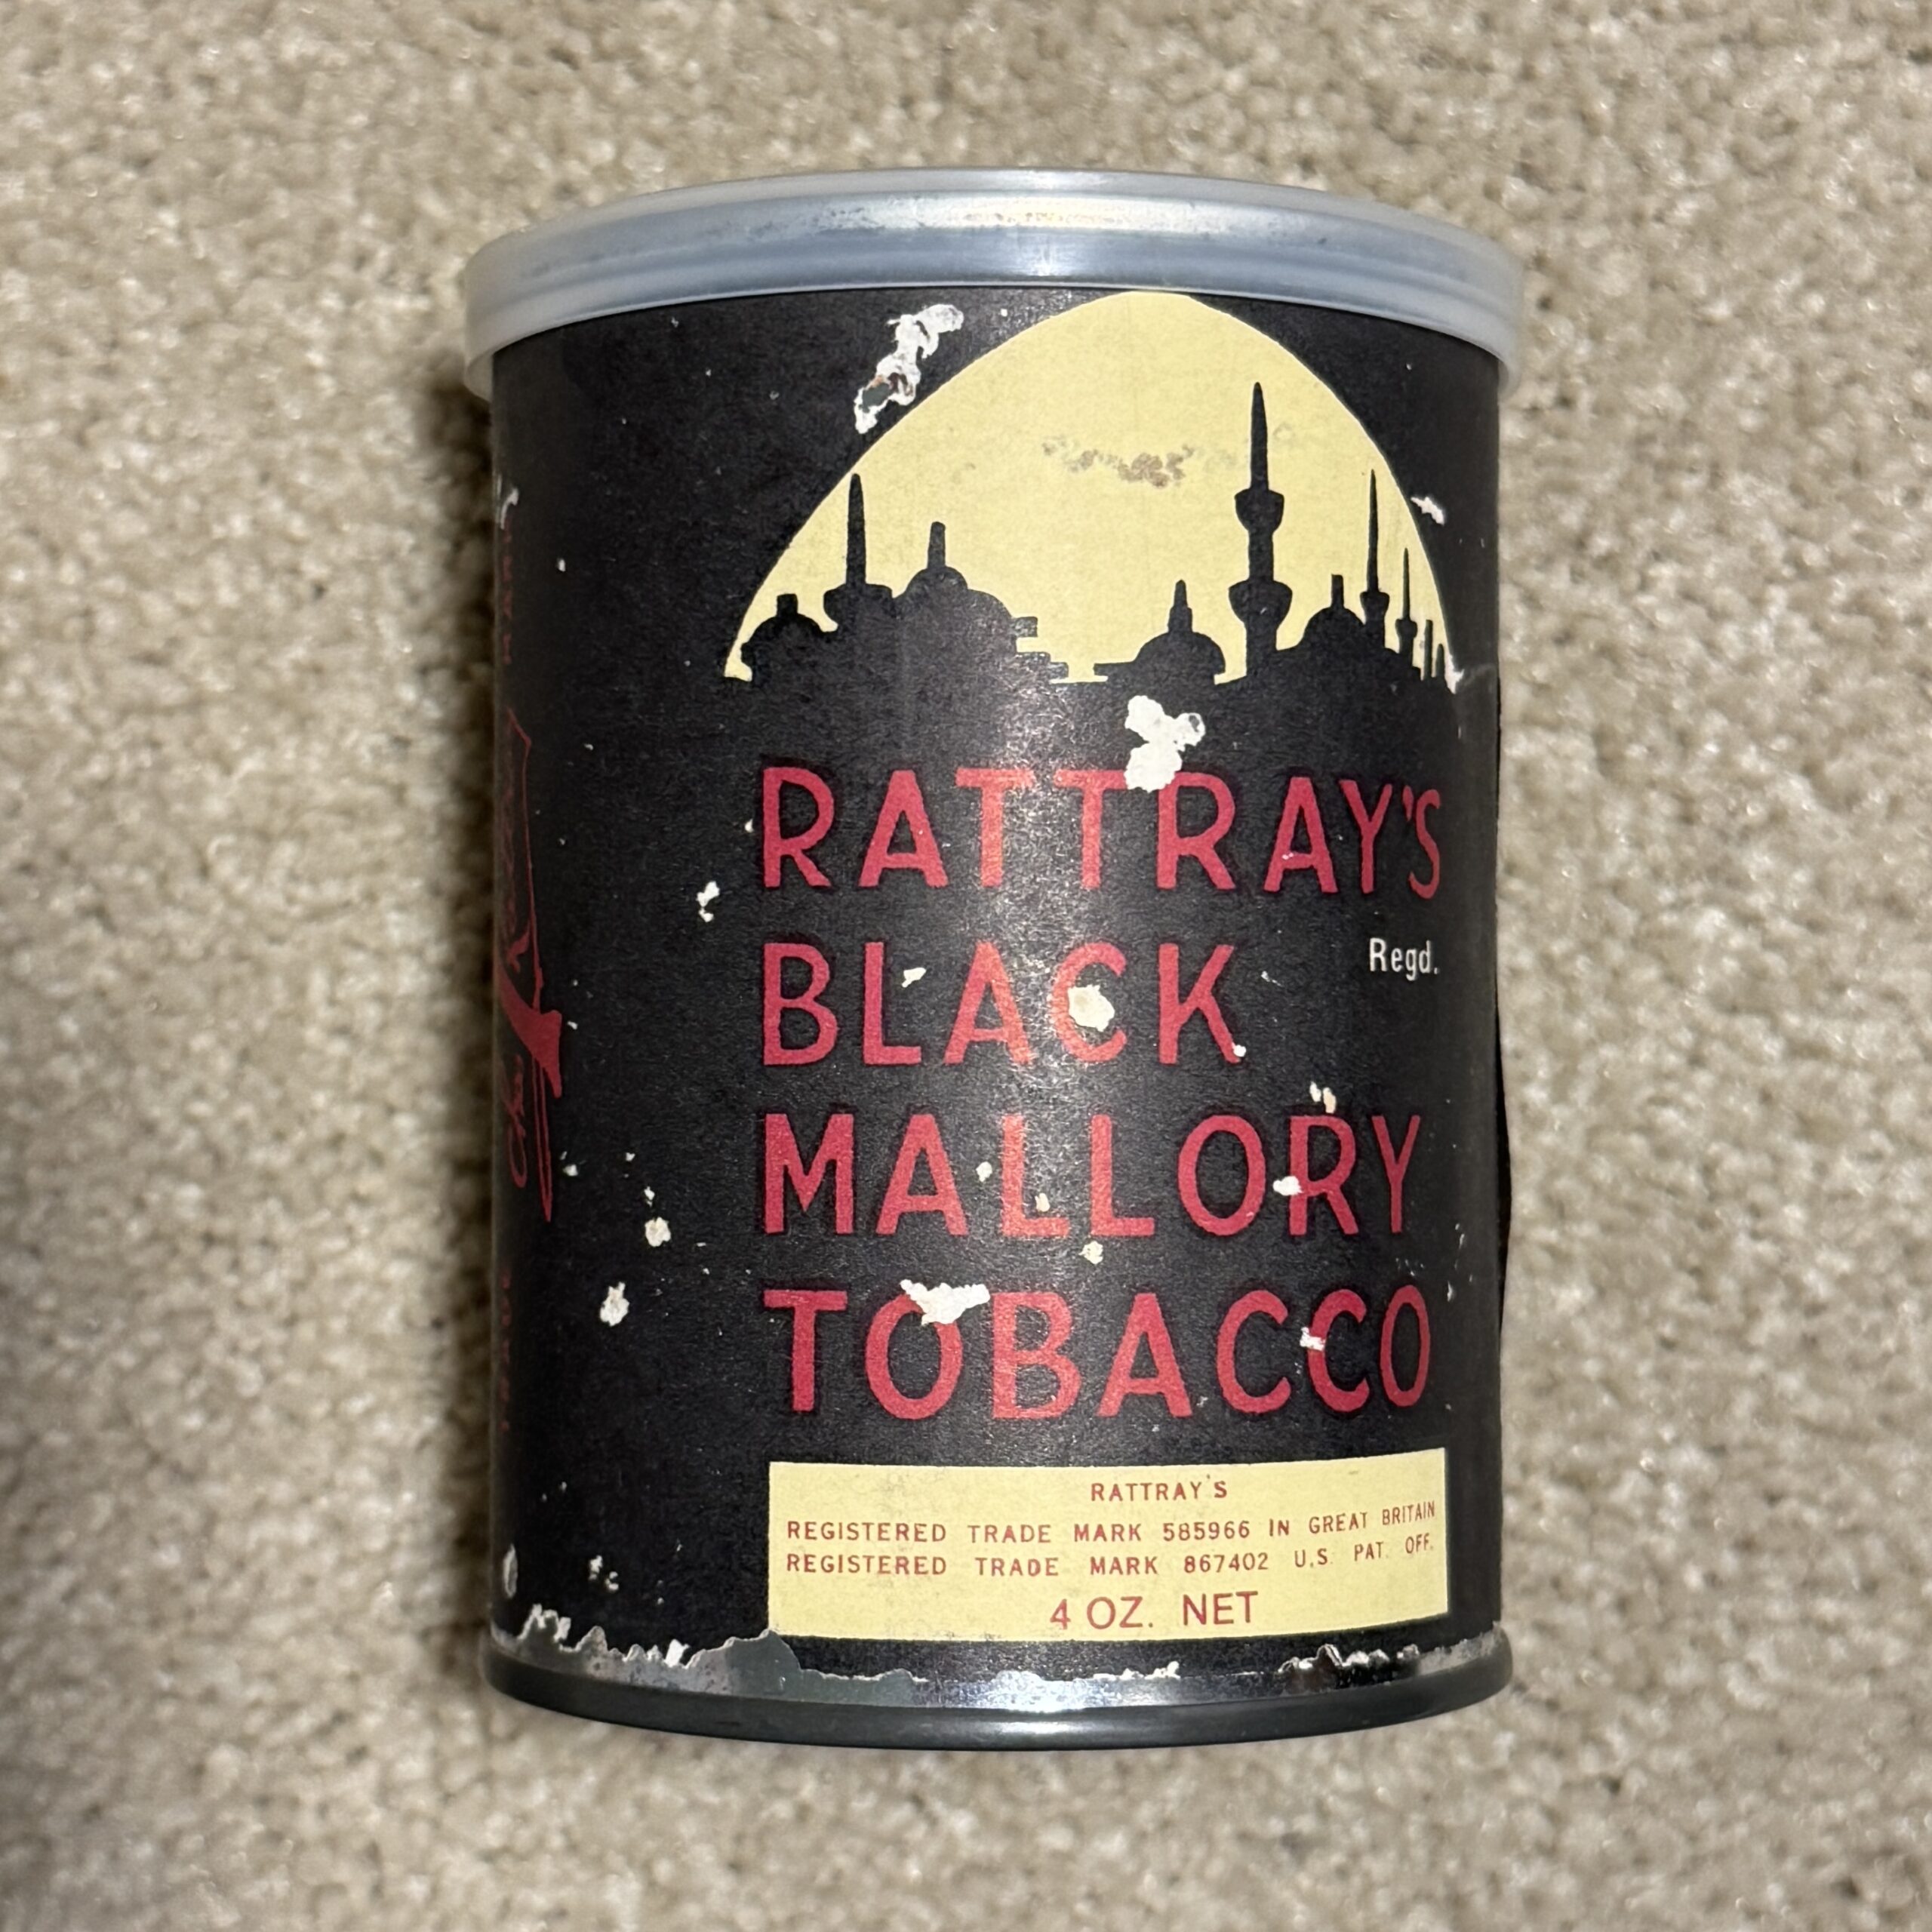 RATTRAY'S
BLACK
Regd.
MALLORY
TOBACCO
RATTRAY'S
REGISTERED TRADE MARK 585966 IN GREAT BRITAIN
REGISTERED TRADE MARK 867402 U.S. PAT. OFF.
4 OZ. NET